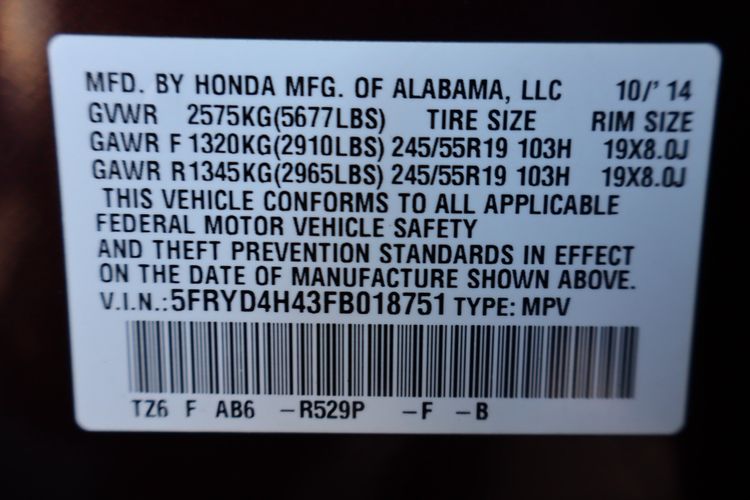 MFD. BY HONDA MFG. OF ALABAMA, LLC 10/' 14
GVWR 2575KG(5677LBS) TIRE SIZE RIM SIZE
GAWR F 1320KG(2910LBS) 245/55R19 103H 19X8.0J
GAWR R1345KG(2965LBS) 245/55R19 103H 19X8.0J
THIS VEHICLE CONFORMS TO ALL APPLICABLE
FEDERAL MOTOR VEHICLE SAFETY
AND THEFT PREVENTION STANDARDS IN EFFECT
ON THE DATE OF MANUFACTURE SHOWN ABOVE.
V.I.N.:5FRYD4H43FB018751 TYPE: MPV
TZ6 F AB6 -R529P -F -B